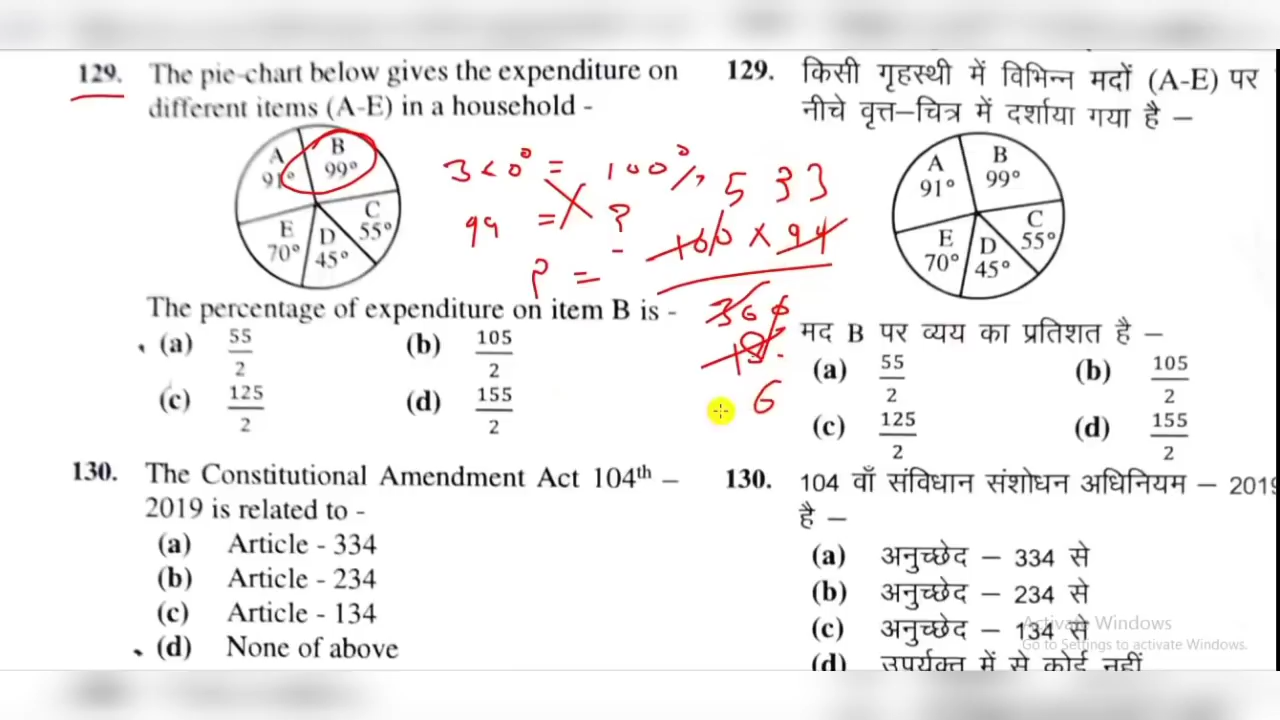 129. The pie-chart below gives the expenditure on
different items (A-E) in a household -
A
91°
B
99°
C
55°
D
45°
E
70°
360° = 100%
99 = ?
? =
5 33
100 × 99
360
18
6
The percentage of expenditure on item B is -
(a) 55/2 (b) 105/2
(c) 125/2 (d) 155/2
130. The Constitutional Amendment Act 104th –
2019 is related to -
(a) Article - 334
(b) Article - 234
(c) Article - 134
(d) None of above
129. किसी गृहस्थी में विभिन्न मदों (A-E) पर
नीचे वृत्त–चित्र में दर्शाया गया है –
A
91°
B
99°
C
55°
D
45°
E
70°
मद B पर व्यय का प्रतिशत है –
(a) 55/2 (b) 105/2
(c) 125/2 (d) 155/2
130. 104 वाँ संविधान संशोधन अधिनियम – 2019
है –
(a) अनुच्छेद – 334 से
(b) अनुच्छेद – 234 से
(c) अनुच्छेद – 134 से
(d) उपर्युक्त में से कोई नहीं
Activate Windows
Go to Settings to activate Windows.